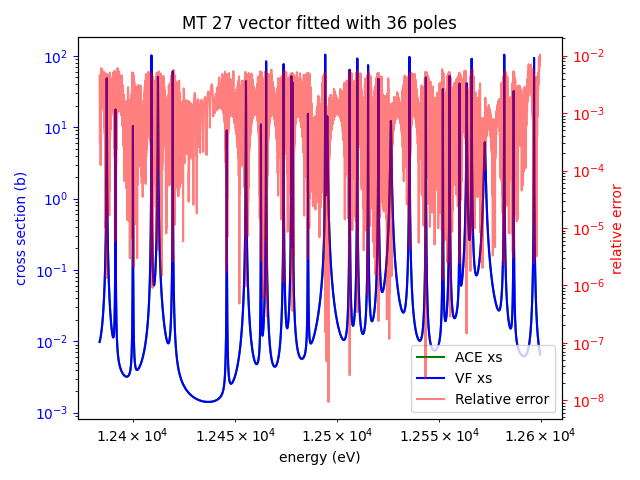 MT 27 vector fitted with 36 poles
cross section (b)
10²
10¹
10⁰
10⁻¹
10⁻²
10⁻³
relative error
10⁻²
10⁻³
10⁻⁴
10⁻⁵
10⁻⁶
10⁻⁷
10⁻⁸
ACE xs
VF xs
Relative error
1.24 × 10⁴ 1.245 × 10⁴ 1.25 × 10⁴ 1.255 × 10⁴ 1.26 × 10⁴
energy (eV)